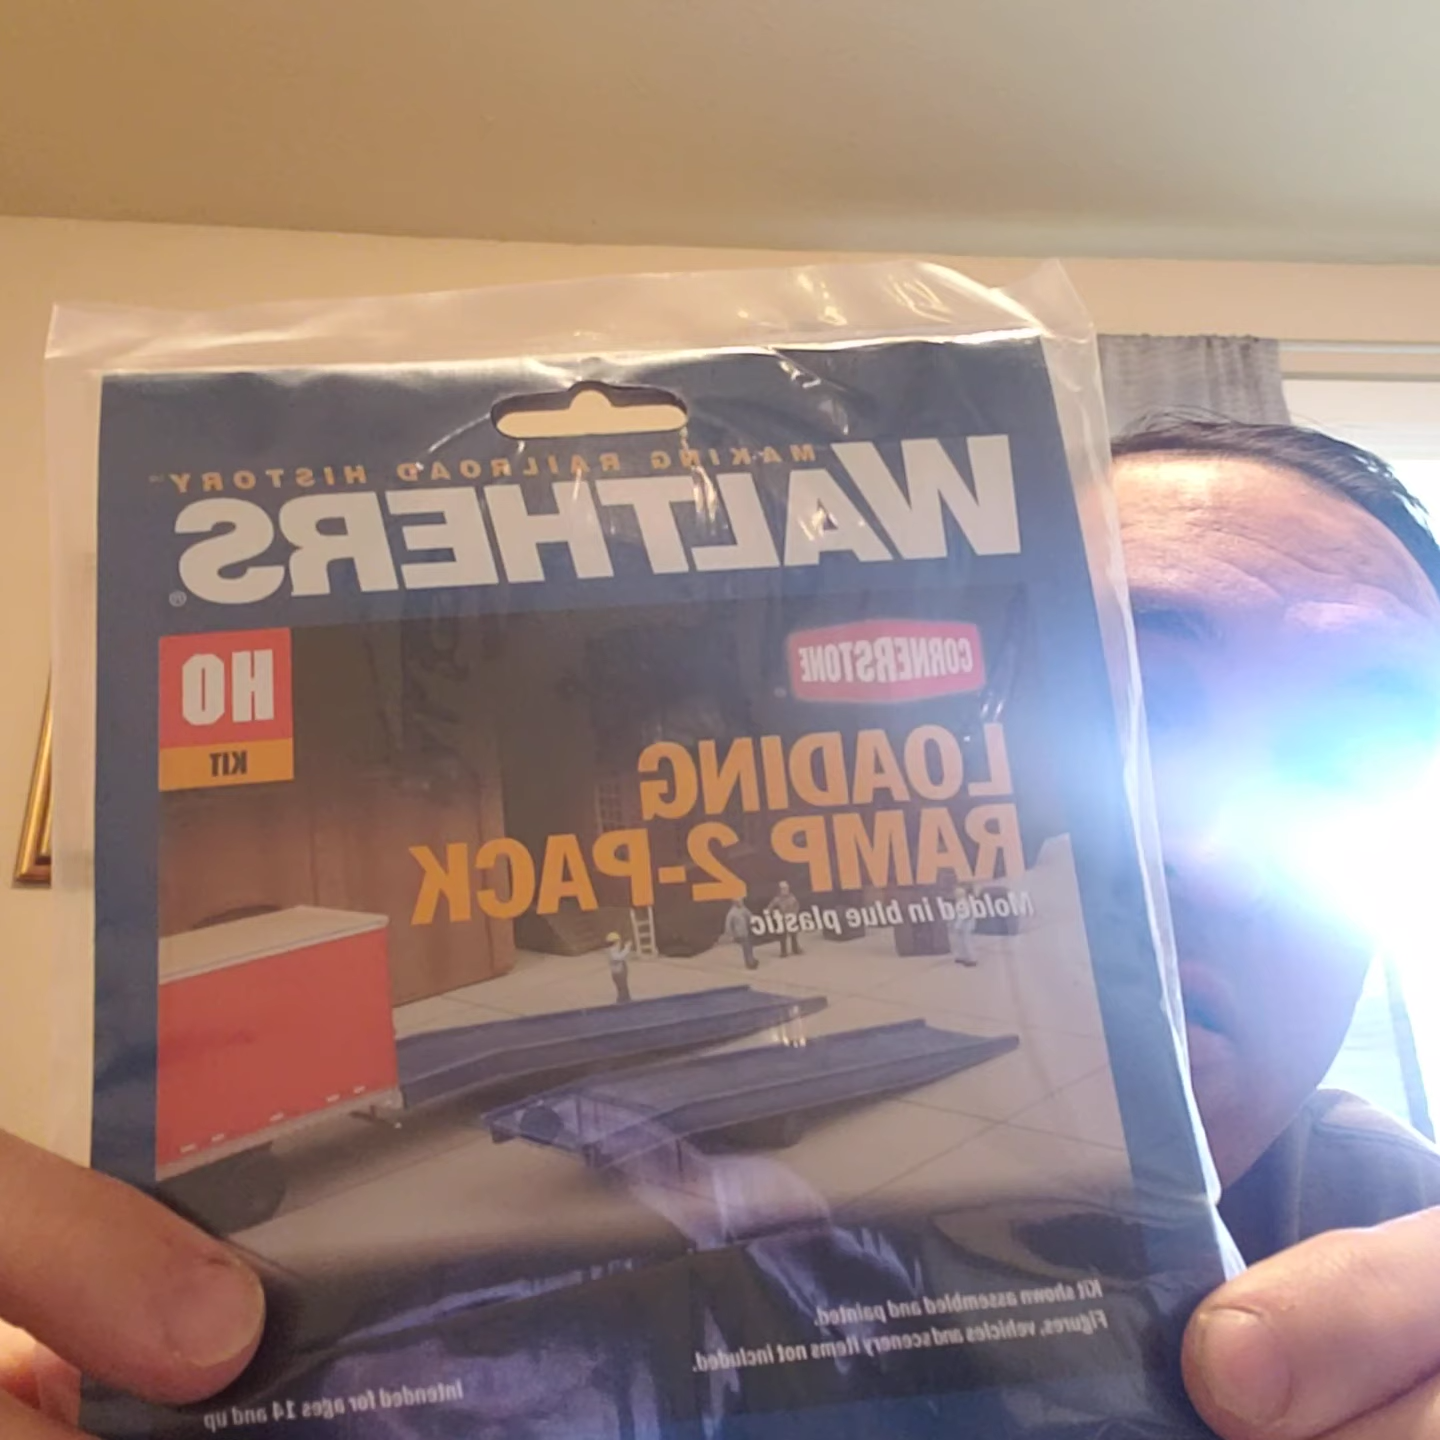 MAKING RAILROAD HISTORY™
WALTHERS®
CORNERSTONE®
HO
KIT
LOADING
RAMP 2-PACK
Molded in blue plastic
Kit shown assembled and painted.
Figures, vehicles and scenery items not included.
Intended for ages 14 and up